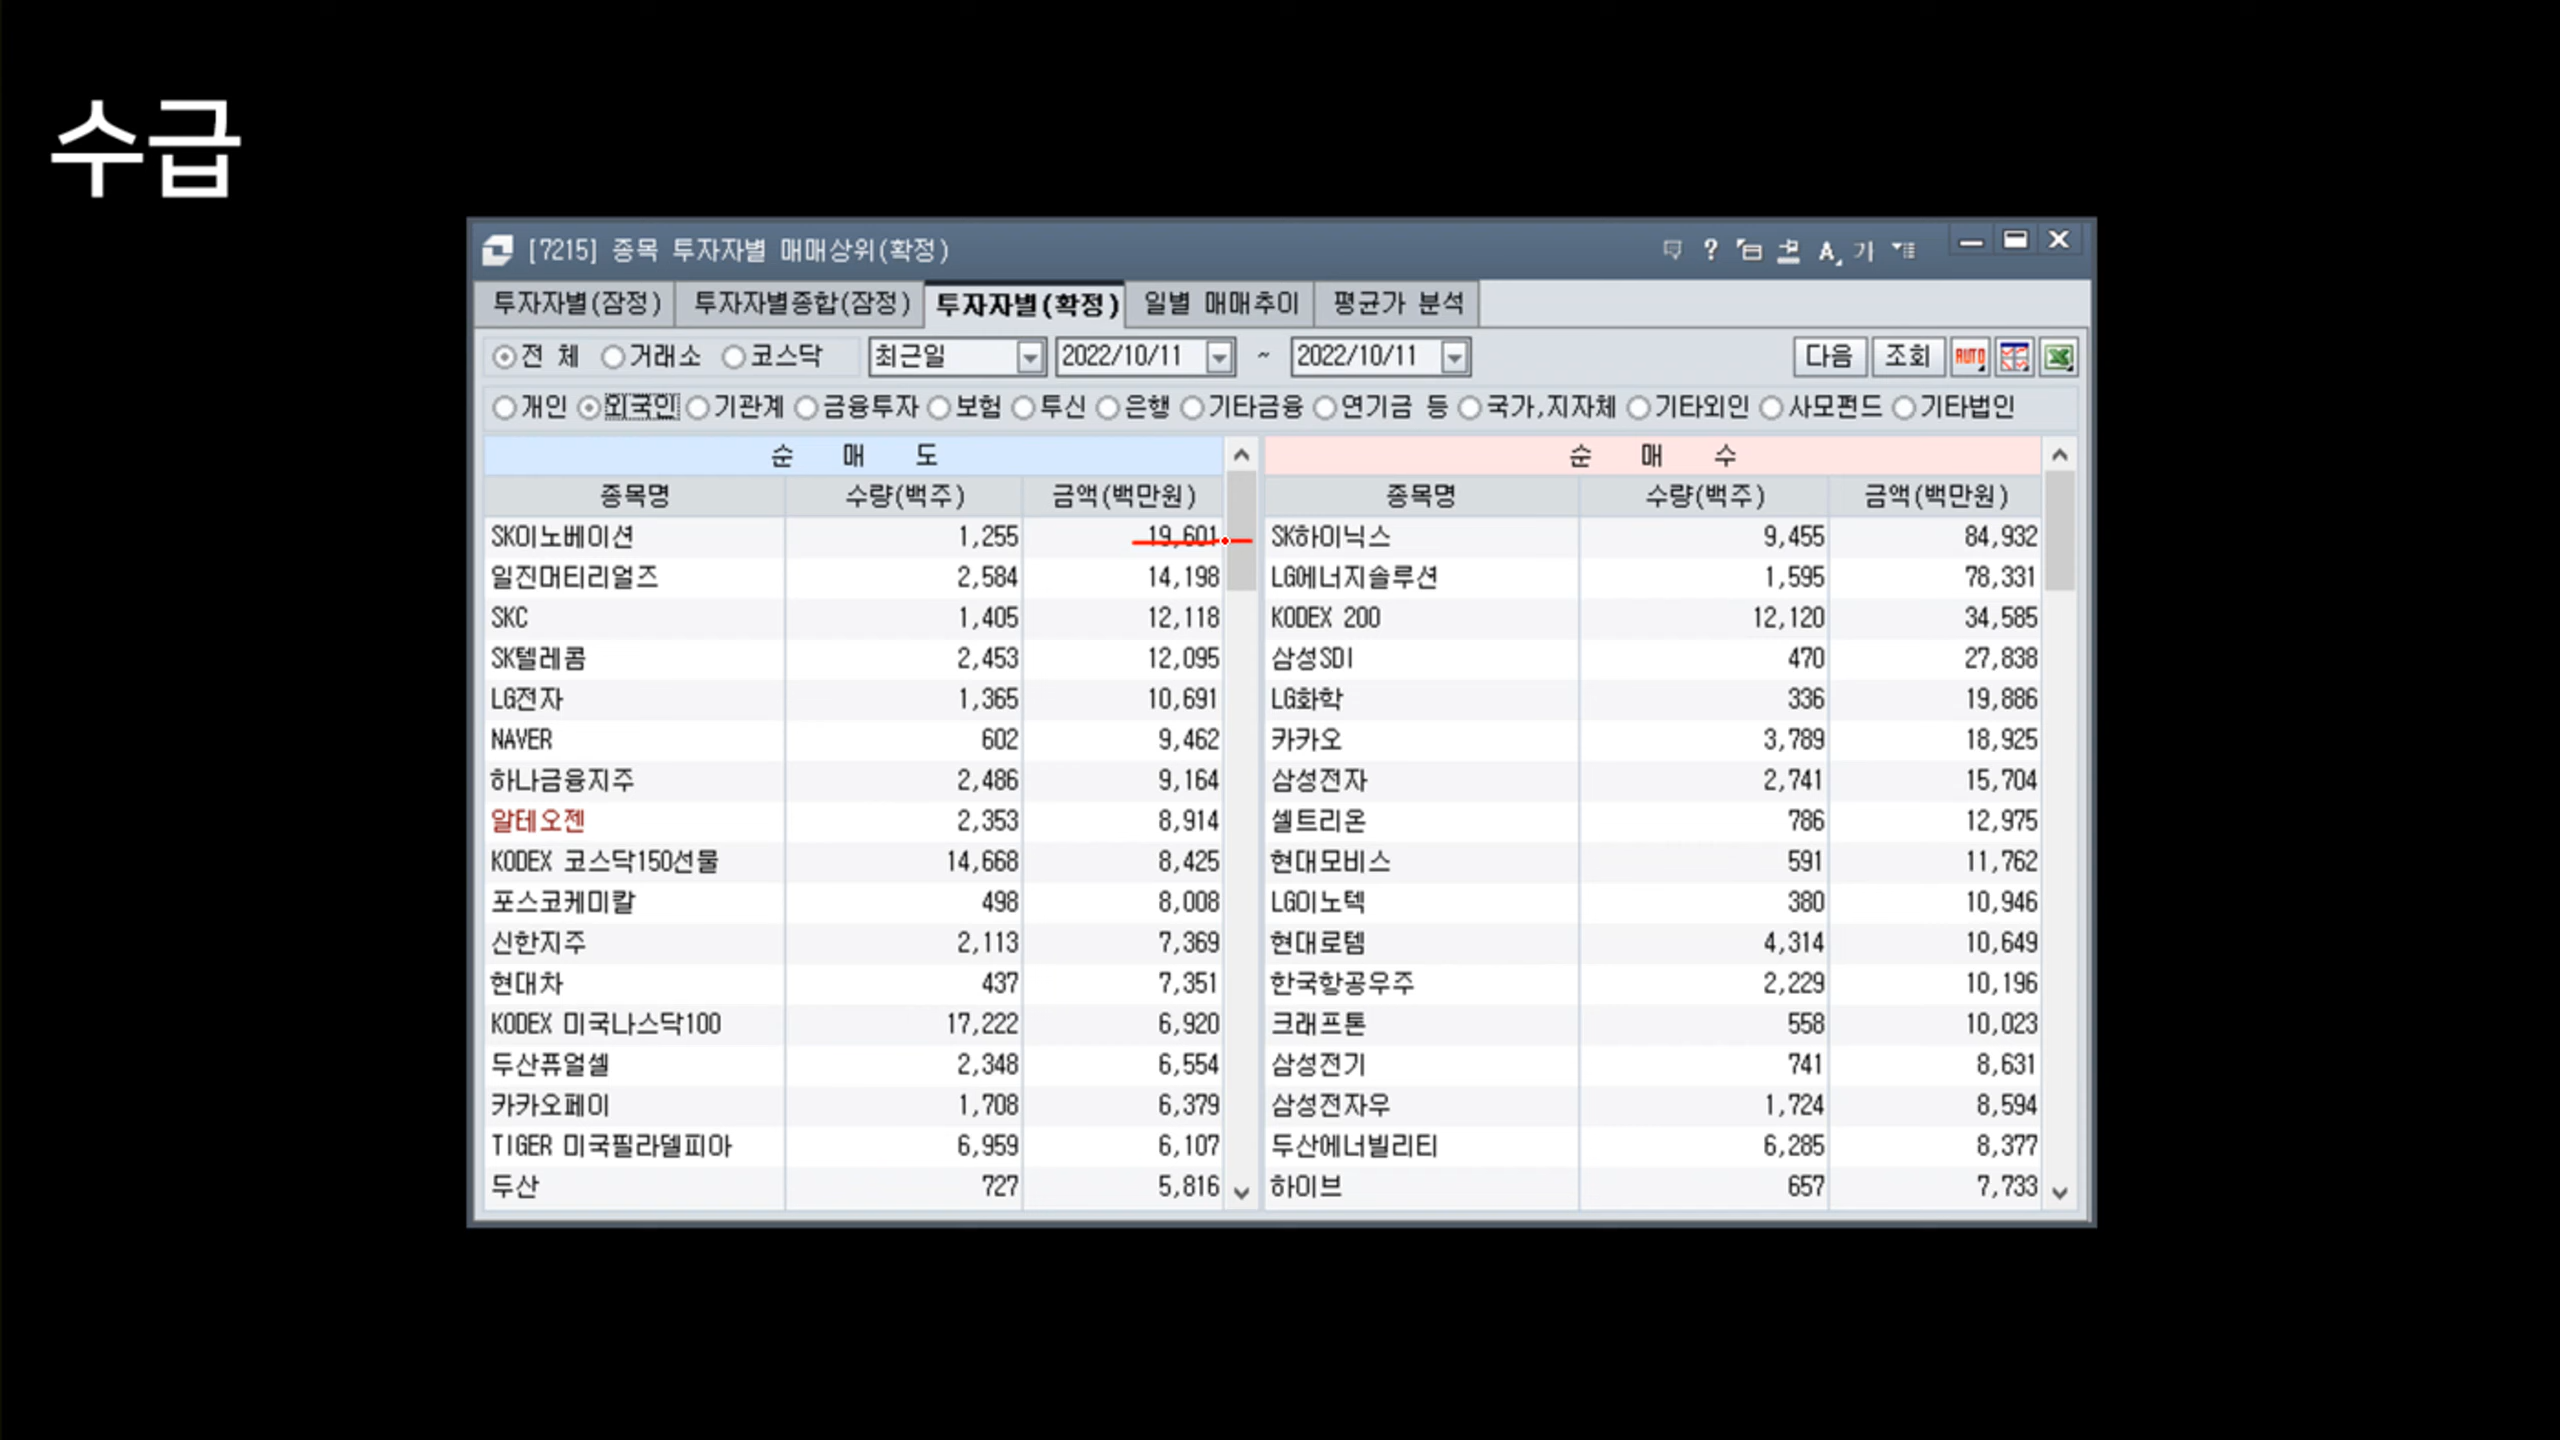 수급
[7215] 종목 투자자별 매매상위(확정)
투자자별(잠정) 투자자별종합(잠정) 투자자별(확정) 일별 매매추이 평균가 분석
전 체 거래소 코스닥 최근일 2022/10/11 ~ 2022/10/11 다음 조회 AUTO
개인 외국인 기관계 금융투자 보험 투신 은행 기타금융 연기금 등 국가,지자체 기타외인 사모펀드 기타법인
순 매 도 순 매 수
종목명 수량(백주) 금액(백만원) 종목명 수량(백주) 금액(백만원)
SK이노베이션 1,255 19,601 SK하이닉스 9,455 84,932
일진머티리얼즈 2,584 14,198 LG에너지솔루션 1,595 78,331
SKC 1,405 12,118 KODEX 200 12,120 34,585
SK텔레콤 2,453 12,095 삼성SDI 470 27,838
LG전자 1,365 10,691 LG화학 336 19,886
NAVER 602 9,462 카카오 3,789 18,925
하나금융지주 2,486 9,164 삼성전자 2,741 15,704
알테오젠 2,353 8,914 셀트리온 786 12,975
KODEX 코스닥150선물 14,668 8,425 현대모비스 591 11,762
포스코케미칼 498 8,008 LG이노텍 380 10,946
신한지주 2,113 7,369 현대로템 4,314 10,649
현대차 437 7,351 한국항공우주 2,229 10,196
KODEX 미국나스닥100 17,222 6,920 크래프톤 558 10,023
두산퓨얼셀 2,348 6,554 삼성전기 741 8,631
카카오페이 1,708 6,379 삼성전자우 1,724 8,594
TIGER 미국필라델피아 6,959 6,107 두산에너빌리티 6,285 8,377
두산 727 5,816 하이브 657 7,733